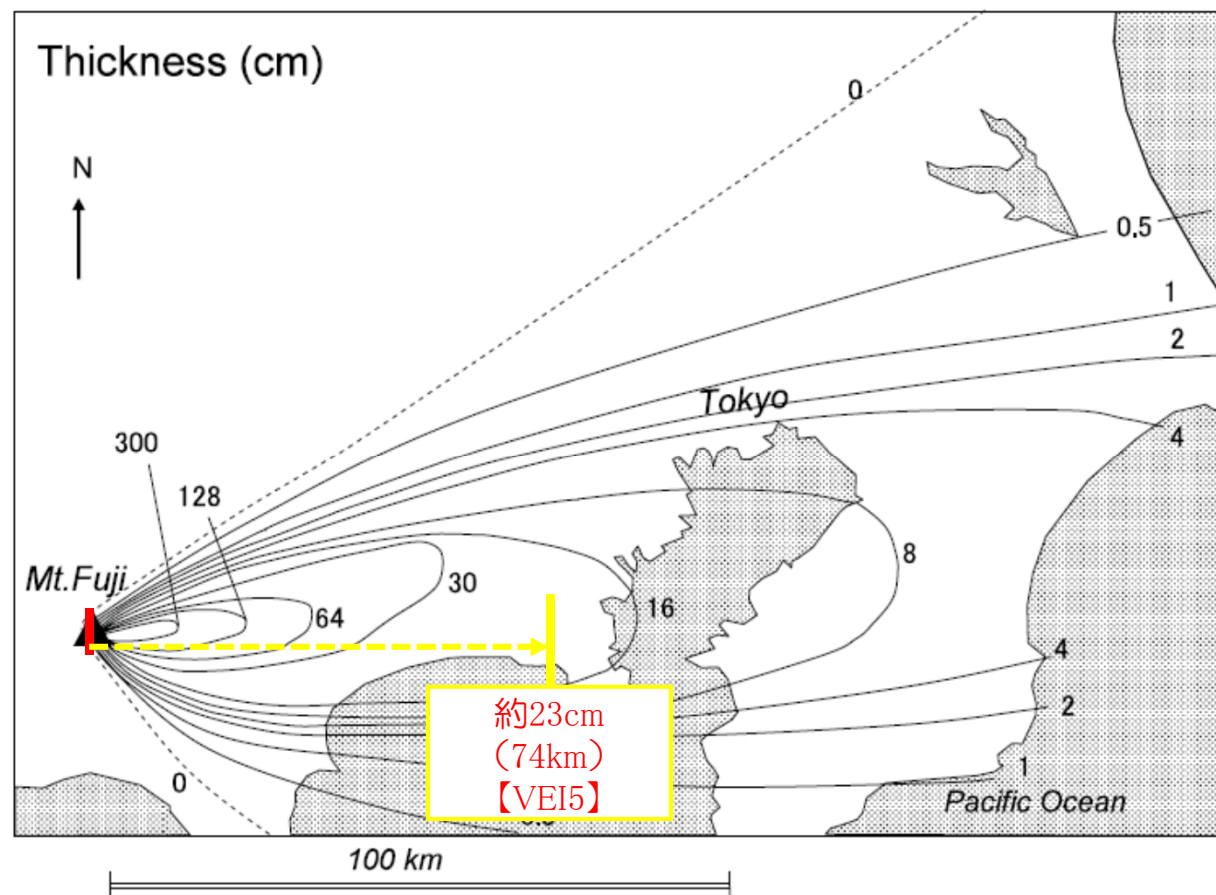 Thickness (cm)
0
N
0.5
1
2
Tokyo
4
300
128
8
Mt.Fuji
30
64
16
4
約23cm
（74km）
【VEI5】
2
0
1
Pacific Ocean
100 km